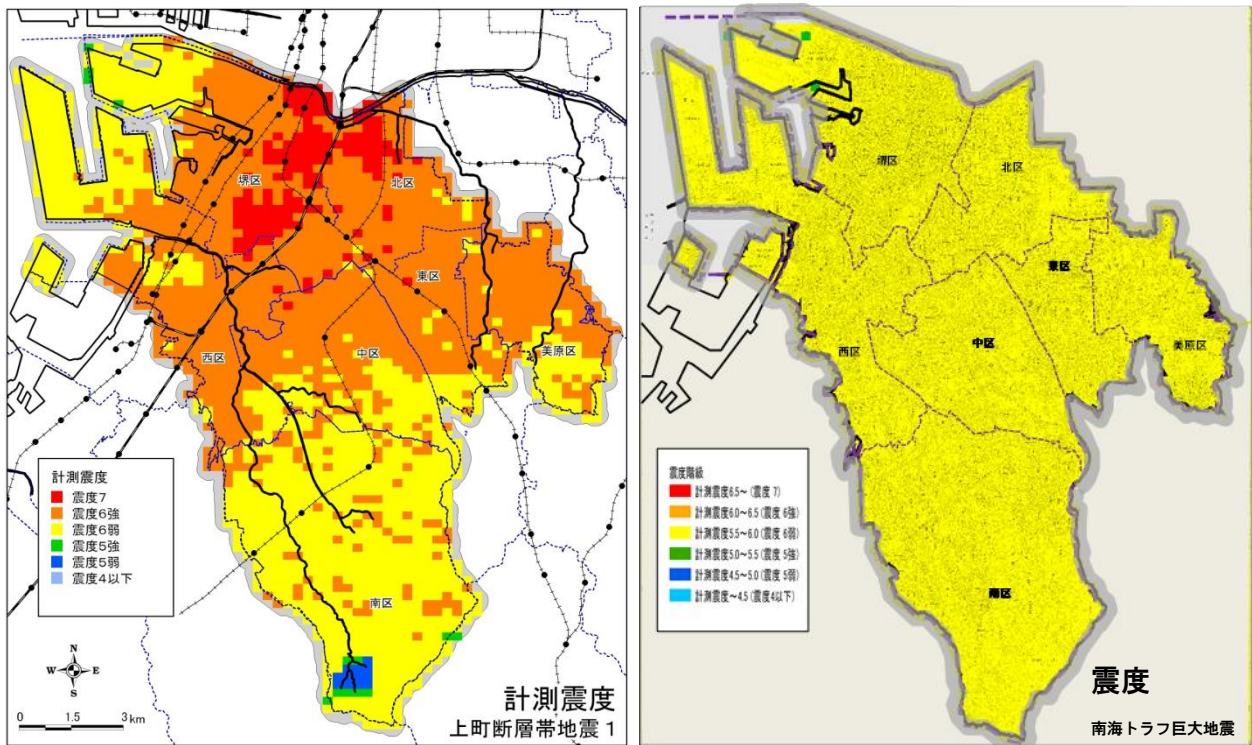 堺区
北区
東区
美原区
西区
中区
南区
計測震度
震度7
震度6強
震度6弱
震度5強
震度5弱
震度4以下
N
W E
S
0 1.5 3km
計測震度
上町断層帯地震1
堺区
北区
東区
美原区
西区
中区
南区
震度階級
計測震度6.5～(震度 7)
計測震度6.0～6.5(震度 6強)
計測震度5.5～6.0(震度 6弱)
計測震度5.0～5.5(震度 5強)
計測震度4.5～5.0(震度 5弱)
計測震度～4.5(震度4以下)
震度
南海トラフ巨大地震